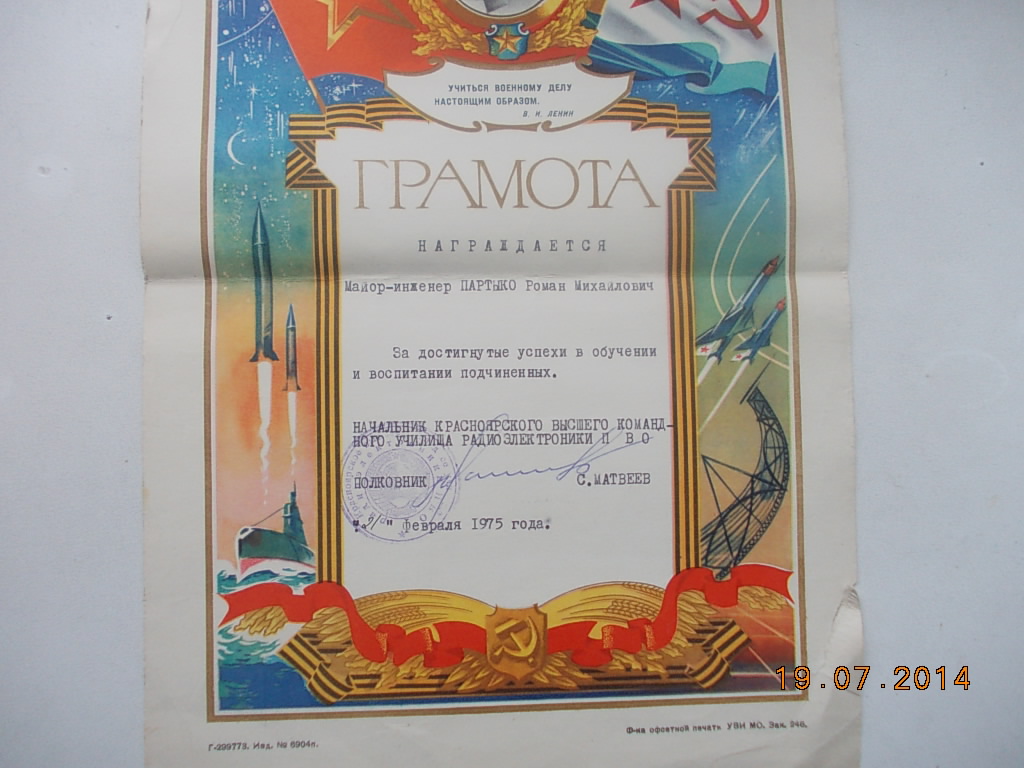 УЧИТЬСЯ ВОЕННОМУ ДЕЛУ
НАСТОЯЩИМ ОБРАЗОМ.
В. И. ЛЕНИН
ГРАМОТА
НАГРАЖДАЕТСЯ
Майор-инженер ПАРТЫКО Роман Михайлович
За достигнутые успехи в обучении
и воспитании подчиненных.
НАЧАЛЬНИК КРАСНОЯРСКОГО ВЫСШЕГО КОМАНД-
НОГО УЧИЛИЩА РАДИОЭЛЕКТРОНИКИ П В О
ПОЛКОВНИК С.МАТВЕЕВ
"21" февраля 1975 года.
19.07.2014
Г-299773. Изд. № 6904л.
Ф-ка офсетной печати УВИ МО. Зак. 246.